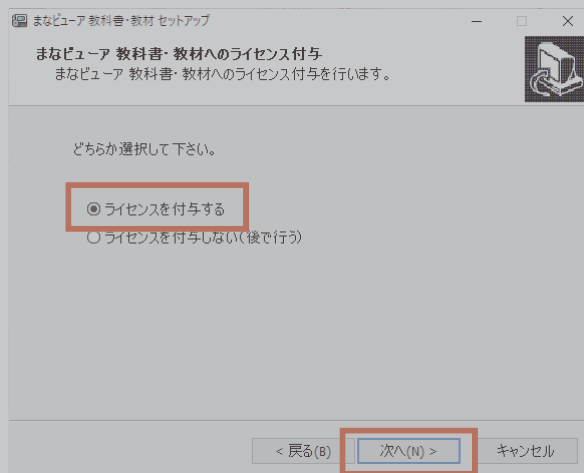 まなビューア 教科書・教材 セットアップ
まなビューア 教科書・教材へのライセンス付与
まなビューア 教科書・教材へのライセンス付与を行います。
どちらか選択して下さい。
ライセンスを付与する
ライセンスを付与しない(後で行う)
< 戻る(B) 次へ(N) > キャンセル